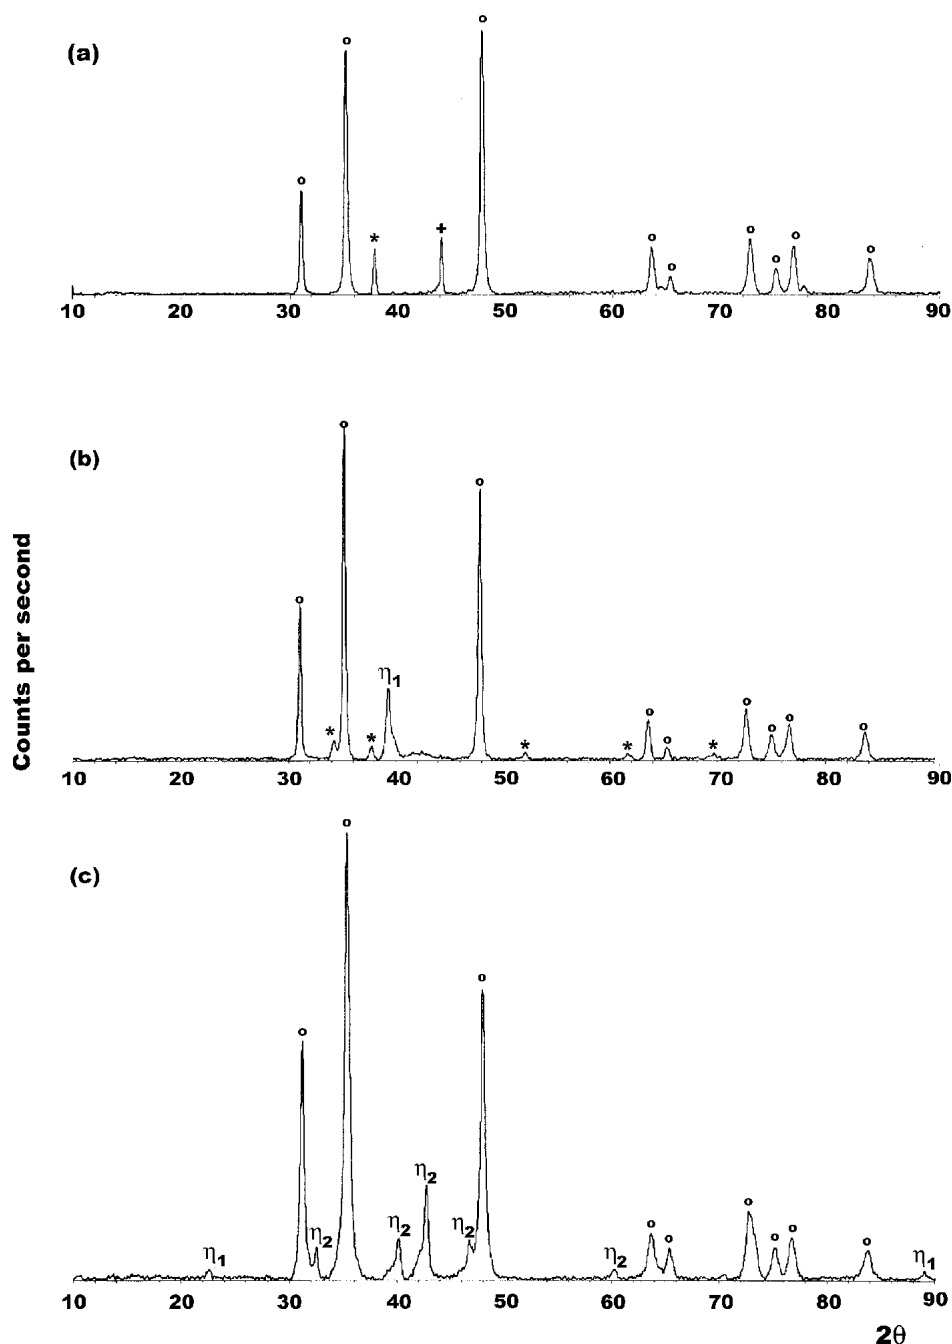 (a)
o o o * + o o o o o o o
10 20 30 40 50 60 70 80 90
(b)
o * o * η1 o * * o o * o o o o
10 20 30 40 50 60 70 80 90
Counts per second
(c)
η1 o η2 o η2 η2 η2 o η2 o o o o o o η1
10 20 30 40 50 60 70 80 90
2θ